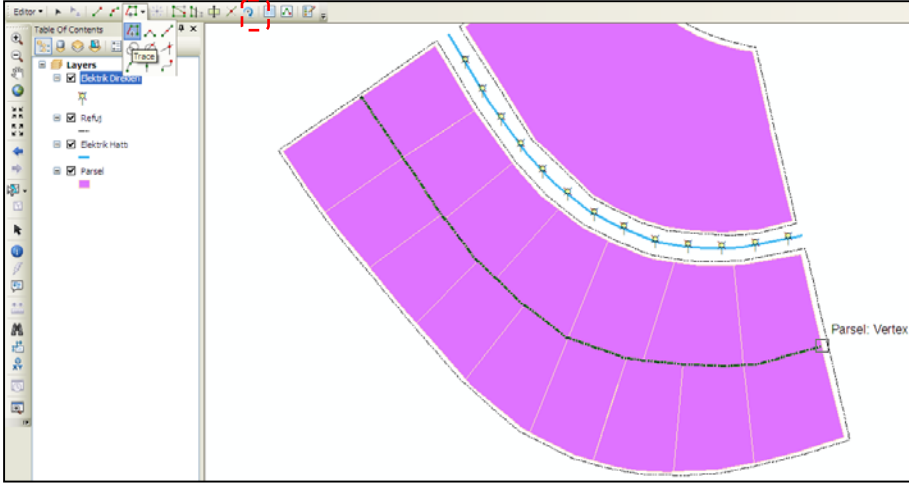 Editor
Table Of Contents
Trace
Layers
Elektrik Direkleri
Refuj
Elektrik Hattı
Parsel
Parsel: Vertex